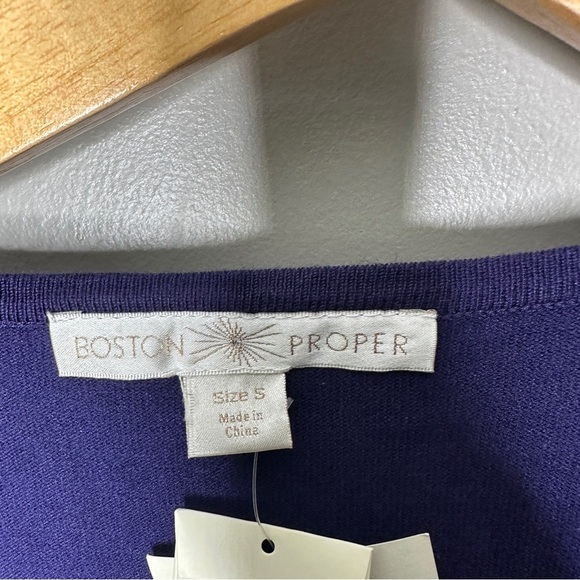 BOSTON PROPER
Size S
Made in
China